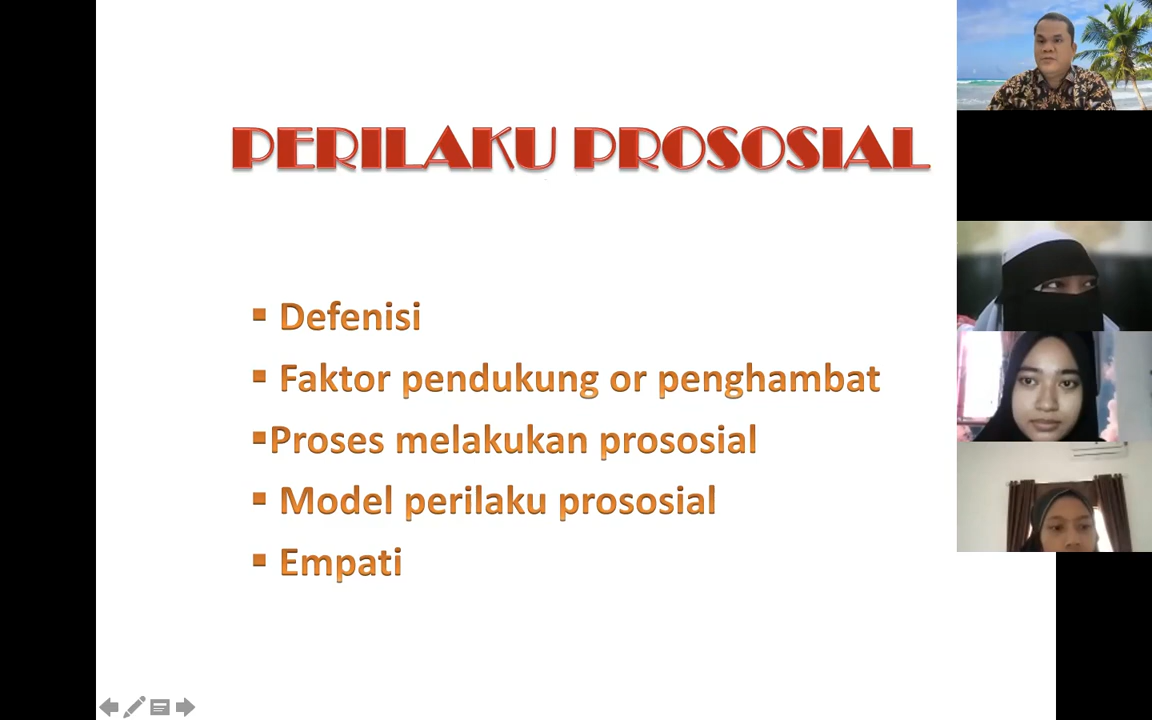 PERILAKU PROSOSIAL
▪ Defenisi
▪ Faktor pendukung or penghambat
▪Proses melakukan prososial
▪ Model perilaku prososial
▪ Empati